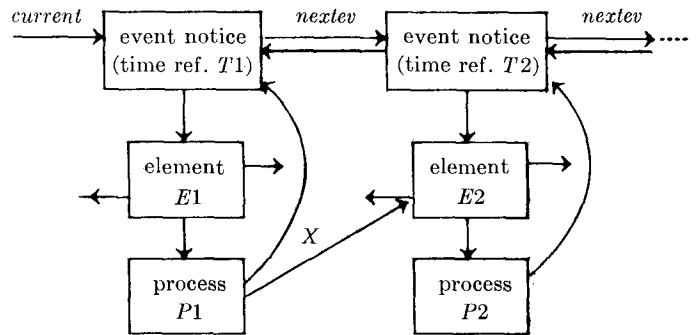 current
nextev
nextev
event notice
(time ref. T1)
event notice
(time ref. T2)
....
element
E1
element
E2
X
process
P1
process
P2